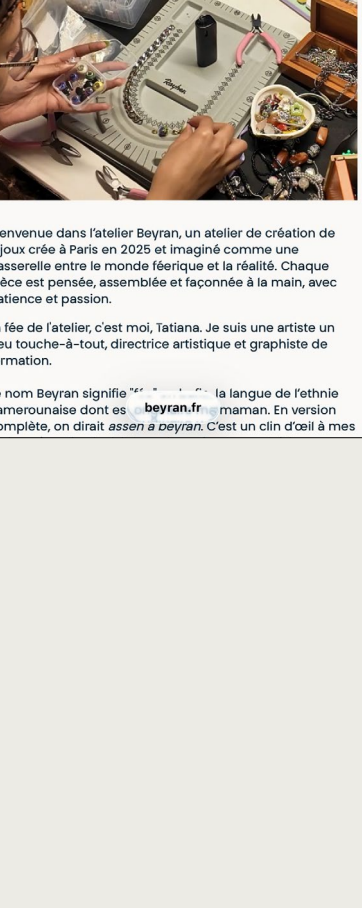 envenue dans l'atelier Beyran, un atelier de création de
joux crée à Paris en 2025 et imaginé comme une
asserelle entre le monde féerique et la réalité. Chaque
èce est pensée, assemblée et façonnée à la main, avec
atience et passion.
fée de l'atelier, c'est moi, Tatiana. Je suis une artiste un
eu touche-à-tout, directrice artistique et graphiste de
rmation.
e nom Beyran signifie la langue de l'ethnie
amerounaise dont maman. En version
beyran.fr
omplète, on dirait assen a beyran. C'est un clin d'œil à mes